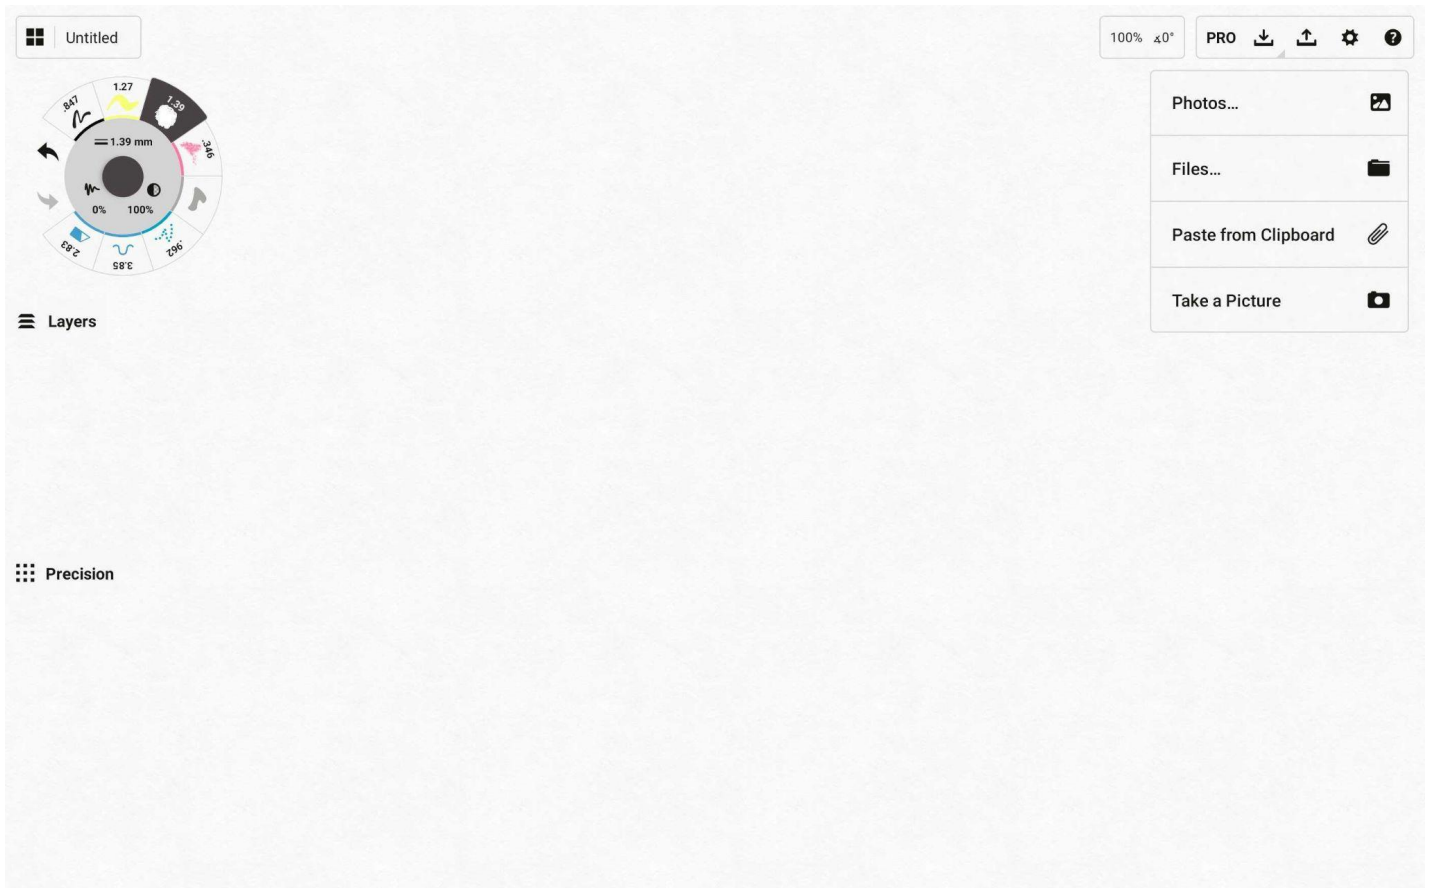 Untitled
100% ∡0°
PRO
Photos...
Files...
Paste from Clipboard
Take a Picture
.847
1.27
1.39
.346
1.39 mm
0% 100%
2.83
3.85
.962
Layers
Precision